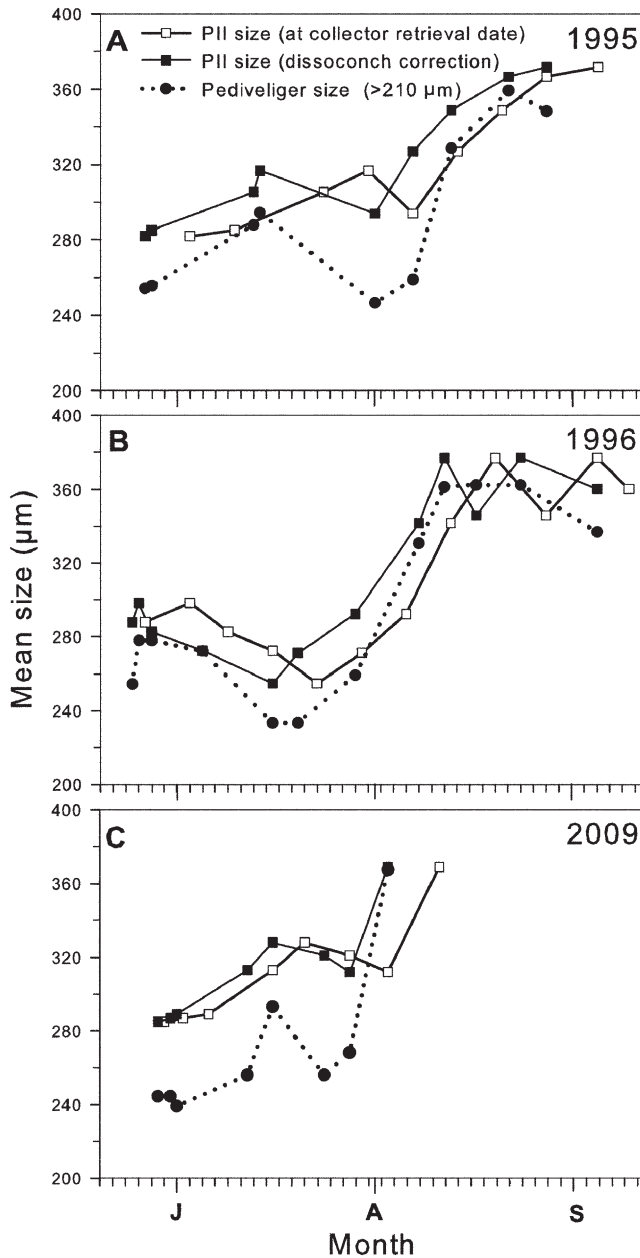 A
PII size (at collector retrieval date)
1995
PII size (dissoconch correction)
Pediveliger size (>210 µm)
400
360
320
280
240
200
B
1996
400
360
320
280
240
200
Mean size (µm)
C
2009
400
360
320
280
240
200
J A S
Month